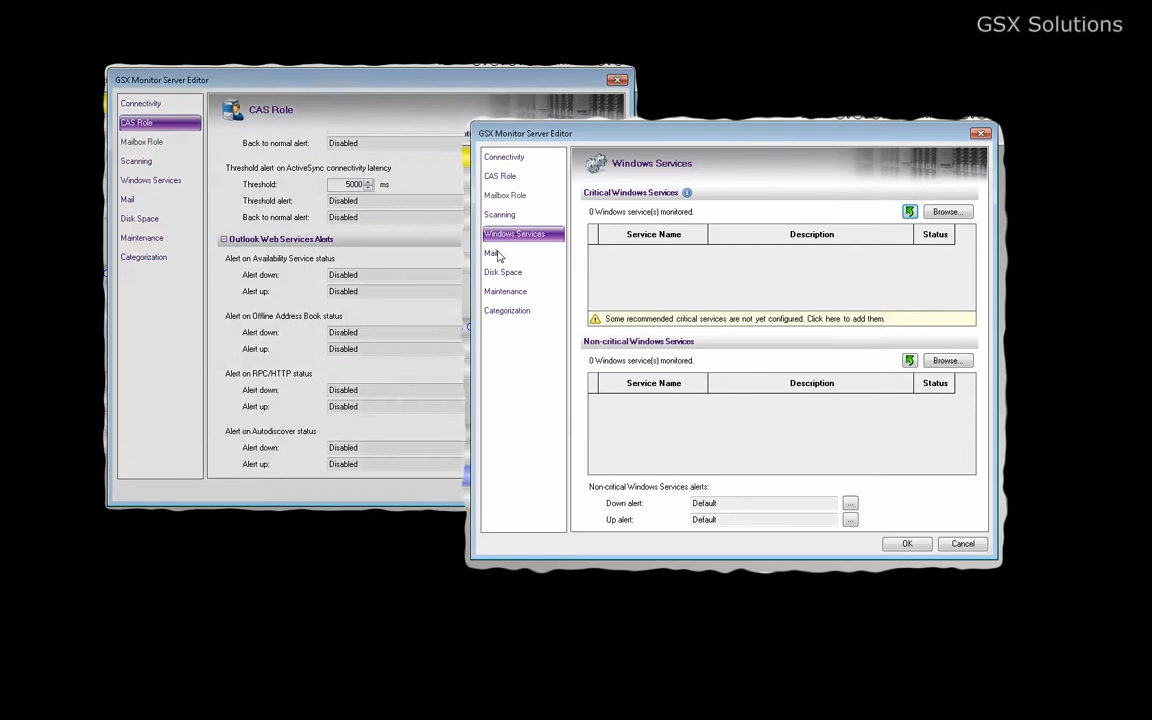 GSX Solutions
GSX Monitor Server Editor
Connectivity
CAS Role
Mailbox Role
Scanning
Windows Services
Mail
Disk Space
Maintenance
Categorization
CAS Role
Back to normal alert: Disabled
Threshold alert on ActiveSync connectivity latency
Threshold: 5000 ms
Threshold alert: Disabled
Back to normal alert: Disabled
Outlook Web Services Alerts
Alert on Availability Service status
Alert down: Disabled
Alert up: Disabled
Alert on Offline Address Book status
Alert down: Disabled
Alert up: Disabled
Alert on RPC/HTTP status
Alert down: Disabled
Alert up: Disabled
Alert on Autodiscover status
Alert down: Disabled
Alert up: Disabled
GSX Monitor Server Editor
Connectivity
CAS Role
Mailbox Role
Scanning
Windows Services
Mail
Disk Space
Maintenance
Categorization
Windows Services
Critical Windows Services
0 Windows service(s) monitored. Browse...
Service Name Description Status
Some recommended critical services are not yet configured. Click here to add them.
Non-critical Windows Services
0 Windows service(s) monitored. Browse...
Service Name Description Status
Non-critical Windows Services alerts:
Down alert: Default ...
Up alert: Default ...
OK Cancel